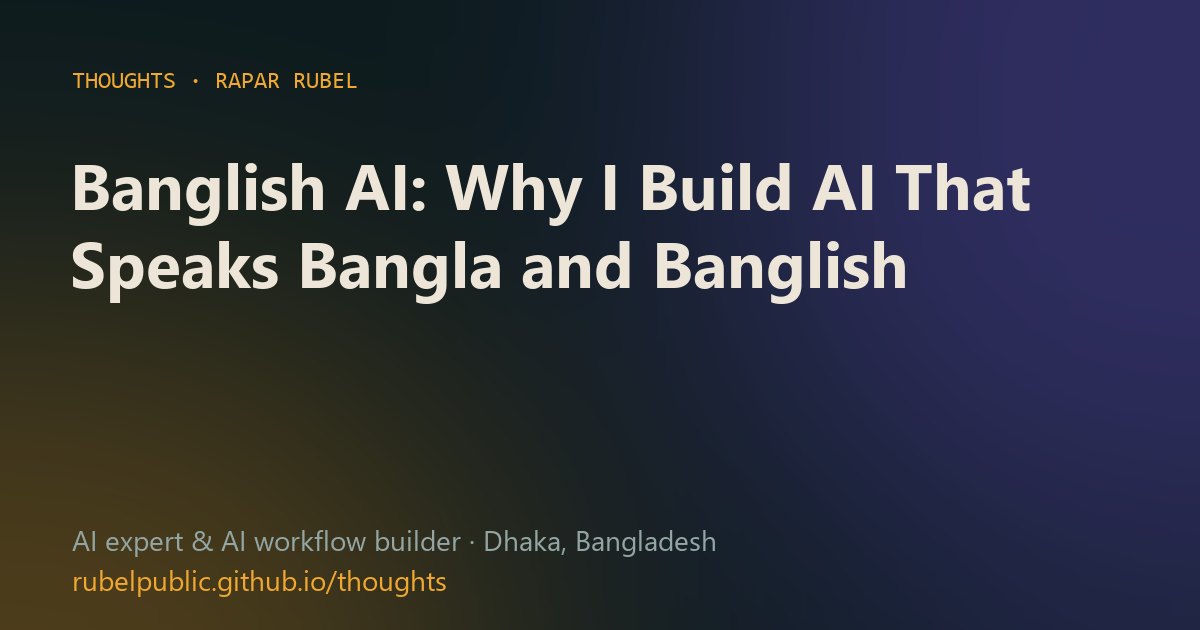 THOUGHTS · RAPAR RUBEL
Banglish AI: Why I Build AI That
Speaks Bangla and Banglish
AI expert & AI workflow builder · Dhaka, Bangladesh
rubelpublic.github.io/thoughts